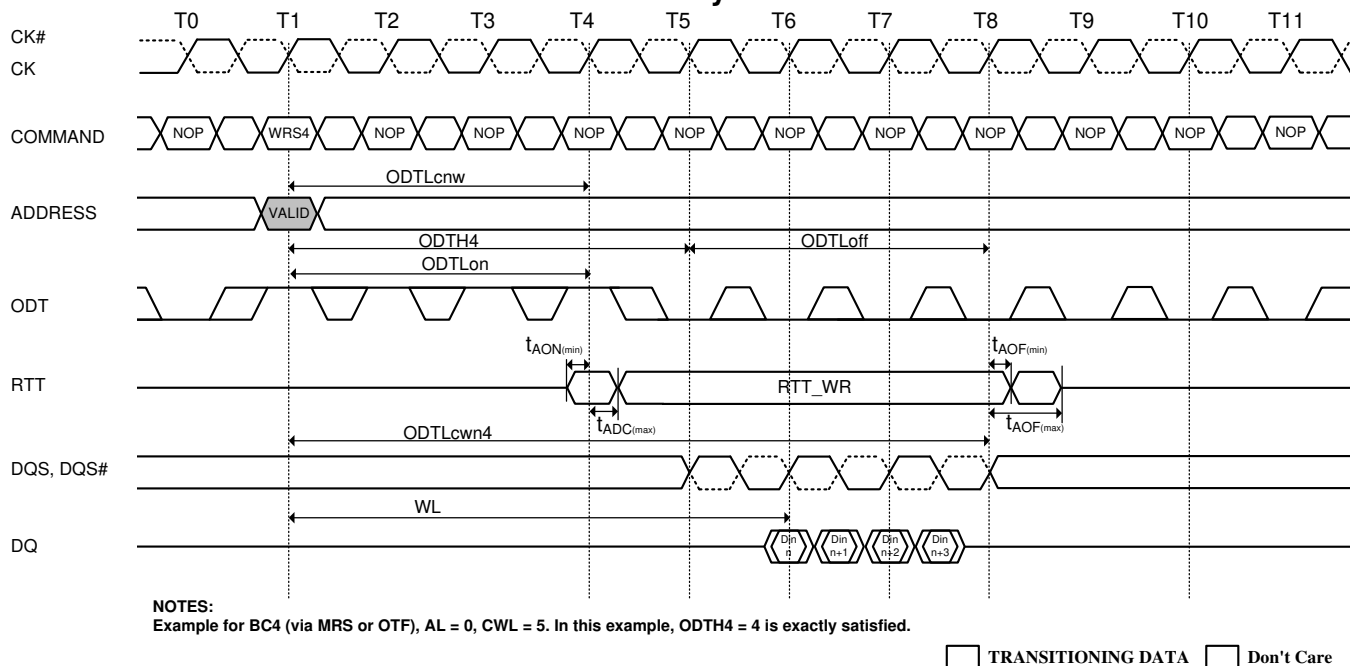 T0 T1 T2 T3 T4 T5 T6 T7 T8 T9 T10 T11
CK#
CK
COMMAND NOP WRS4 NOP NOP NOP NOP NOP NOP NOP NOP NOP NOP
ODTLcnw
ADDRESS VALID
ODTH4 ODTLoff
ODTLon
ODT
tAON(min) tAOF(min)
RTT RTT_WR
tADC(max) tAOF(max)
ODTLcwn4
DQS, DQS#
WL
DQ Din n Din n+1 Din n+2 Din n+3
NOTES:
Example for BC4 (via MRS or OTF), AL = 0, CWL = 5. In this example, ODTH4 = 4 is exactly satisfied.
TRANSITIONING DATA Don't Care